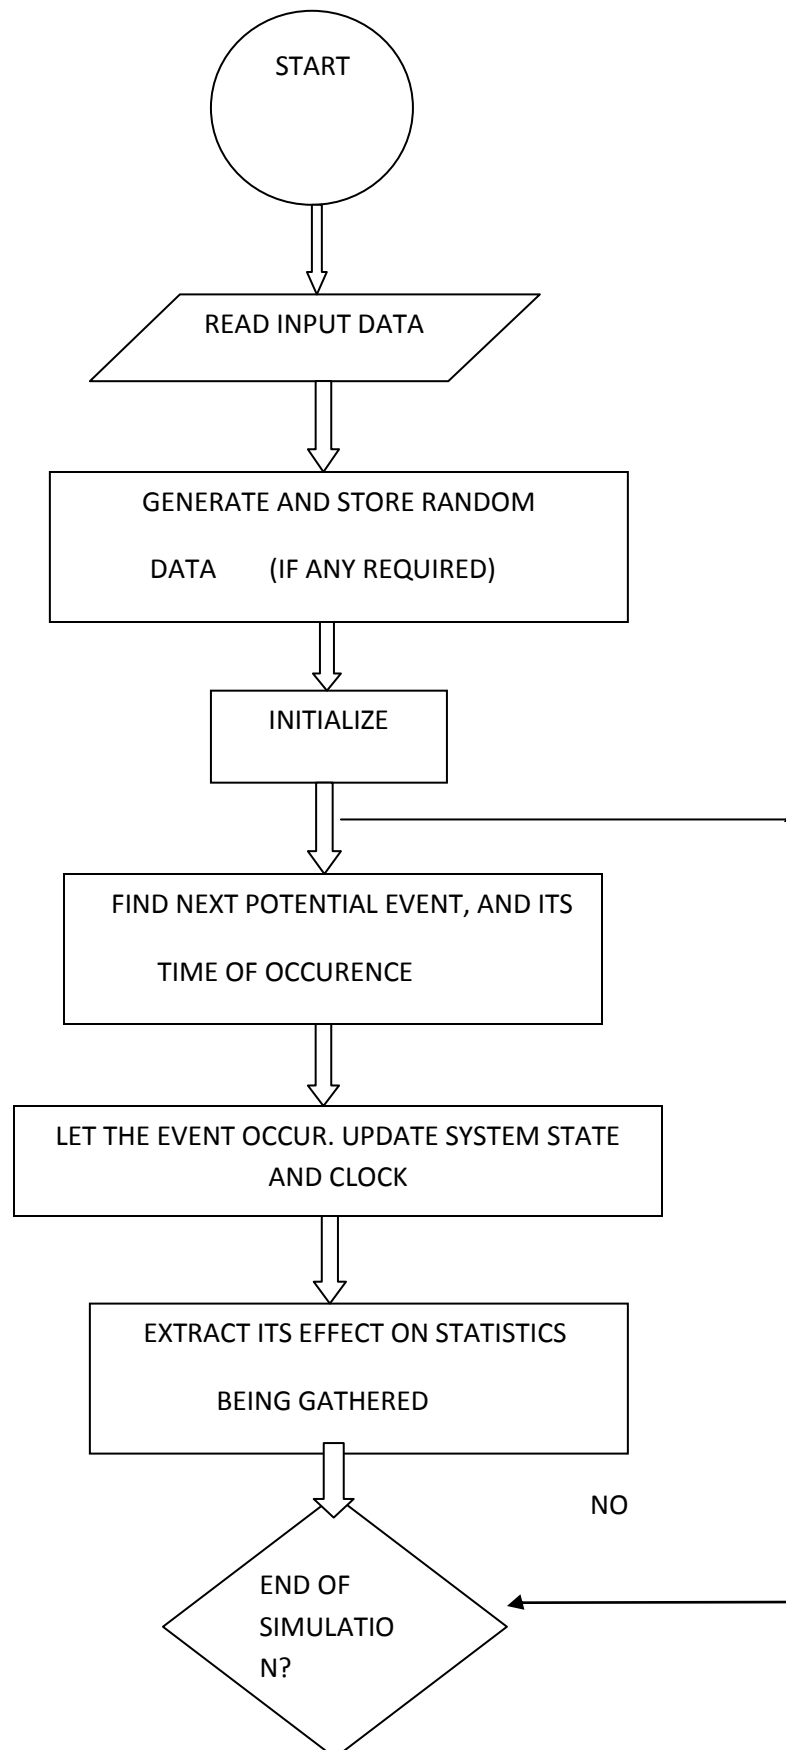 START
READ INPUT DATA
GENERATE AND STORE RANDOM
DATA (IF ANY REQUIRED)
INITIALIZE
FIND NEXT POTENTIAL EVENT, AND ITS
TIME OF OCCURENCE
LET THE EVENT OCCUR. UPDATE SYSTEM STATE
AND CLOCK
EXTRACT ITS EFFECT ON STATISTICS
BEING GATHERED
NO
END OF
SIMULATIO
N?